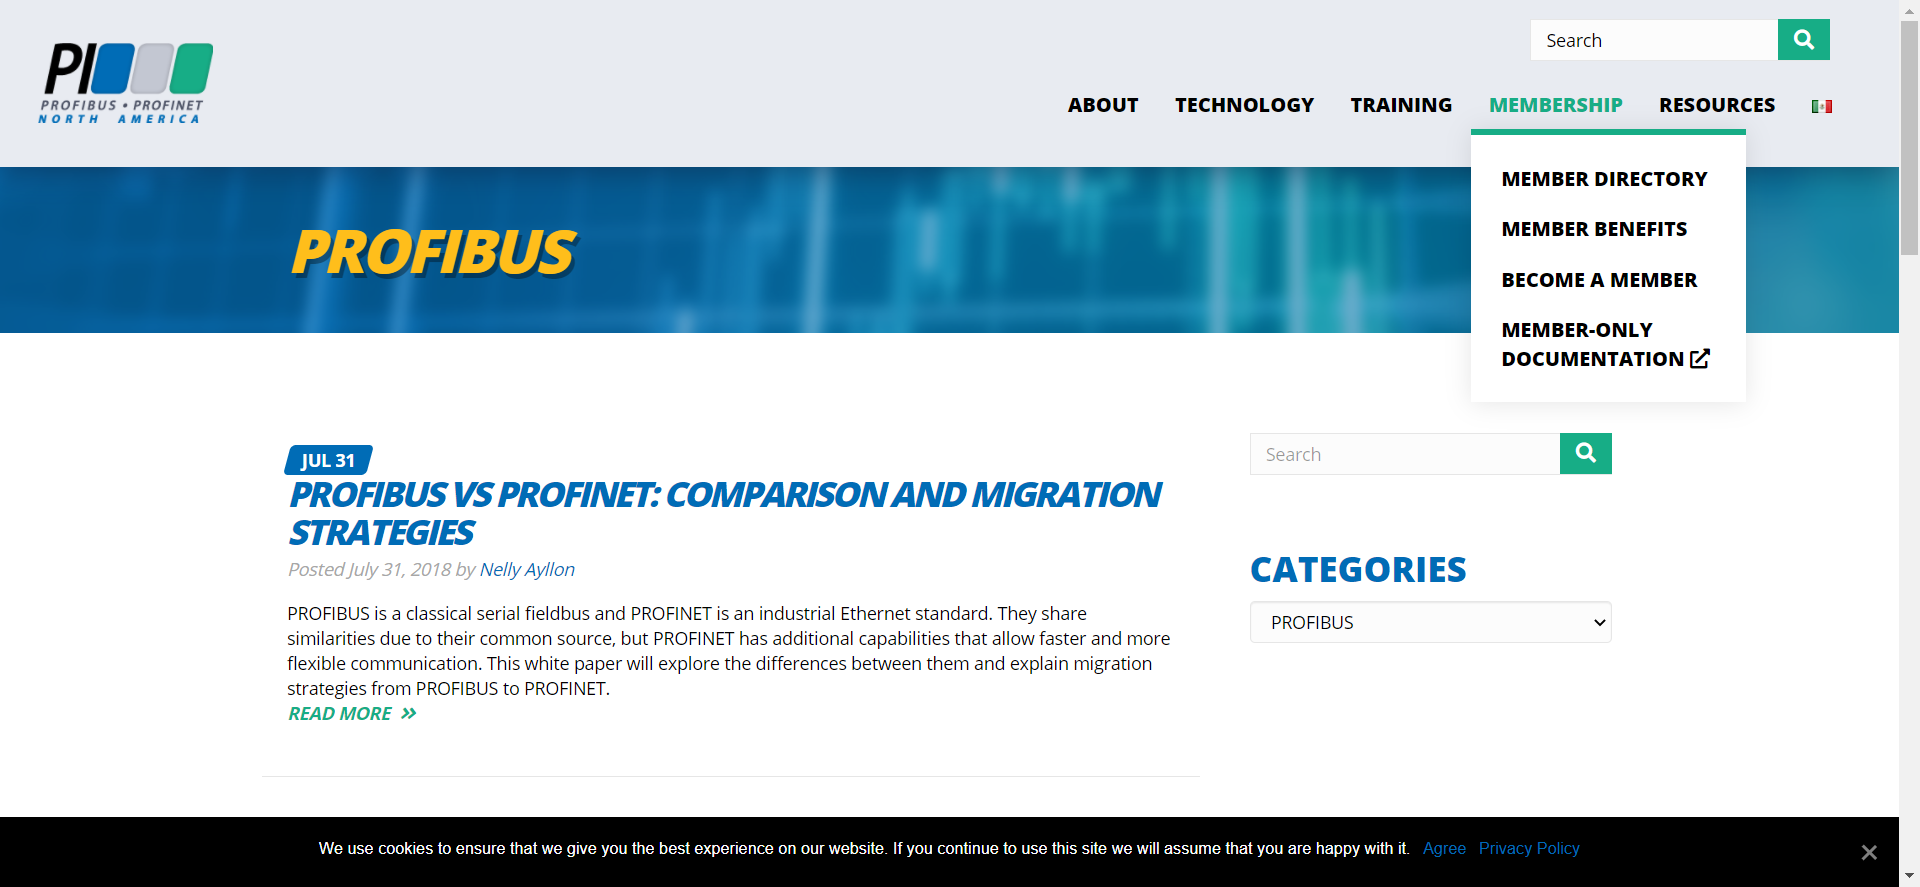 Search
PI
PROFIBUS • PROFINET
NORTH AMERICA
ABOUT TECHNOLOGY TRAINING MEMBERSHIP RESOURCES
MEMBER DIRECTORY
MEMBER BENEFITS
BECOME A MEMBER
MEMBER-ONLY
DOCUMENTATION
PROFIBUS
JUL 31
PROFIBUS VS PROFINET: COMPARISON AND MIGRATION
STRATEGIES
Posted July 31, 2018 by Nelly Ayllon
PROFIBUS is a classical serial fieldbus and PROFINET is an industrial Ethernet standard. They share
similarities due to their common source, but PROFINET has additional capabilities that allow faster and more
flexible communication. This white paper will explore the differences between them and explain migration
strategies from PROFIBUS to PROFINET.
READ MORE »
Search
CATEGORIES
PROFIBUS
We use cookies to ensure that we give you the best experience on our website. If you continue to use this site we will assume that you are happy with it. Agree Privacy Policy